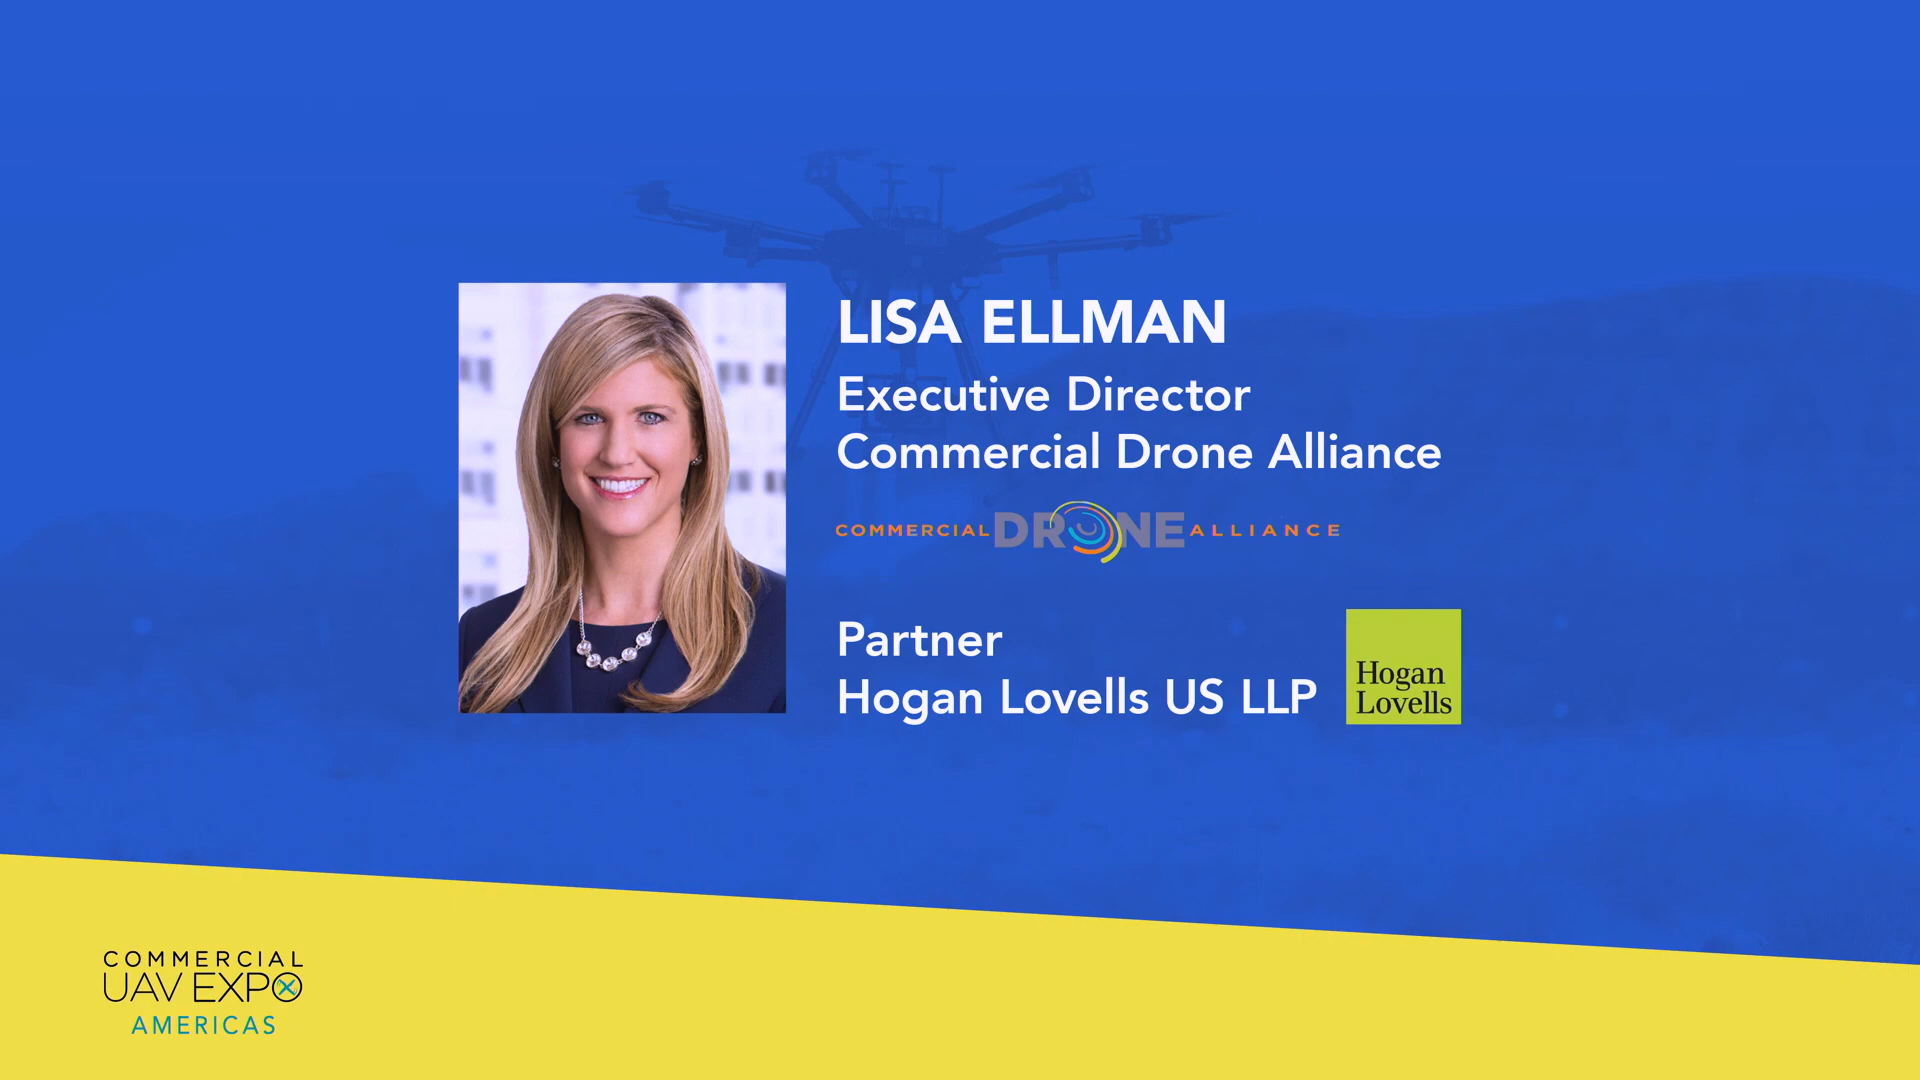 LISA ELLMAN
Executive Director
Commercial Drone Alliance
COMMERCIAL DRONE ALLIANCE
Partner
Hogan Lovells US LLP
Hogan
Lovells
COMMERCIAL
UAV EXPO
AMERICAS